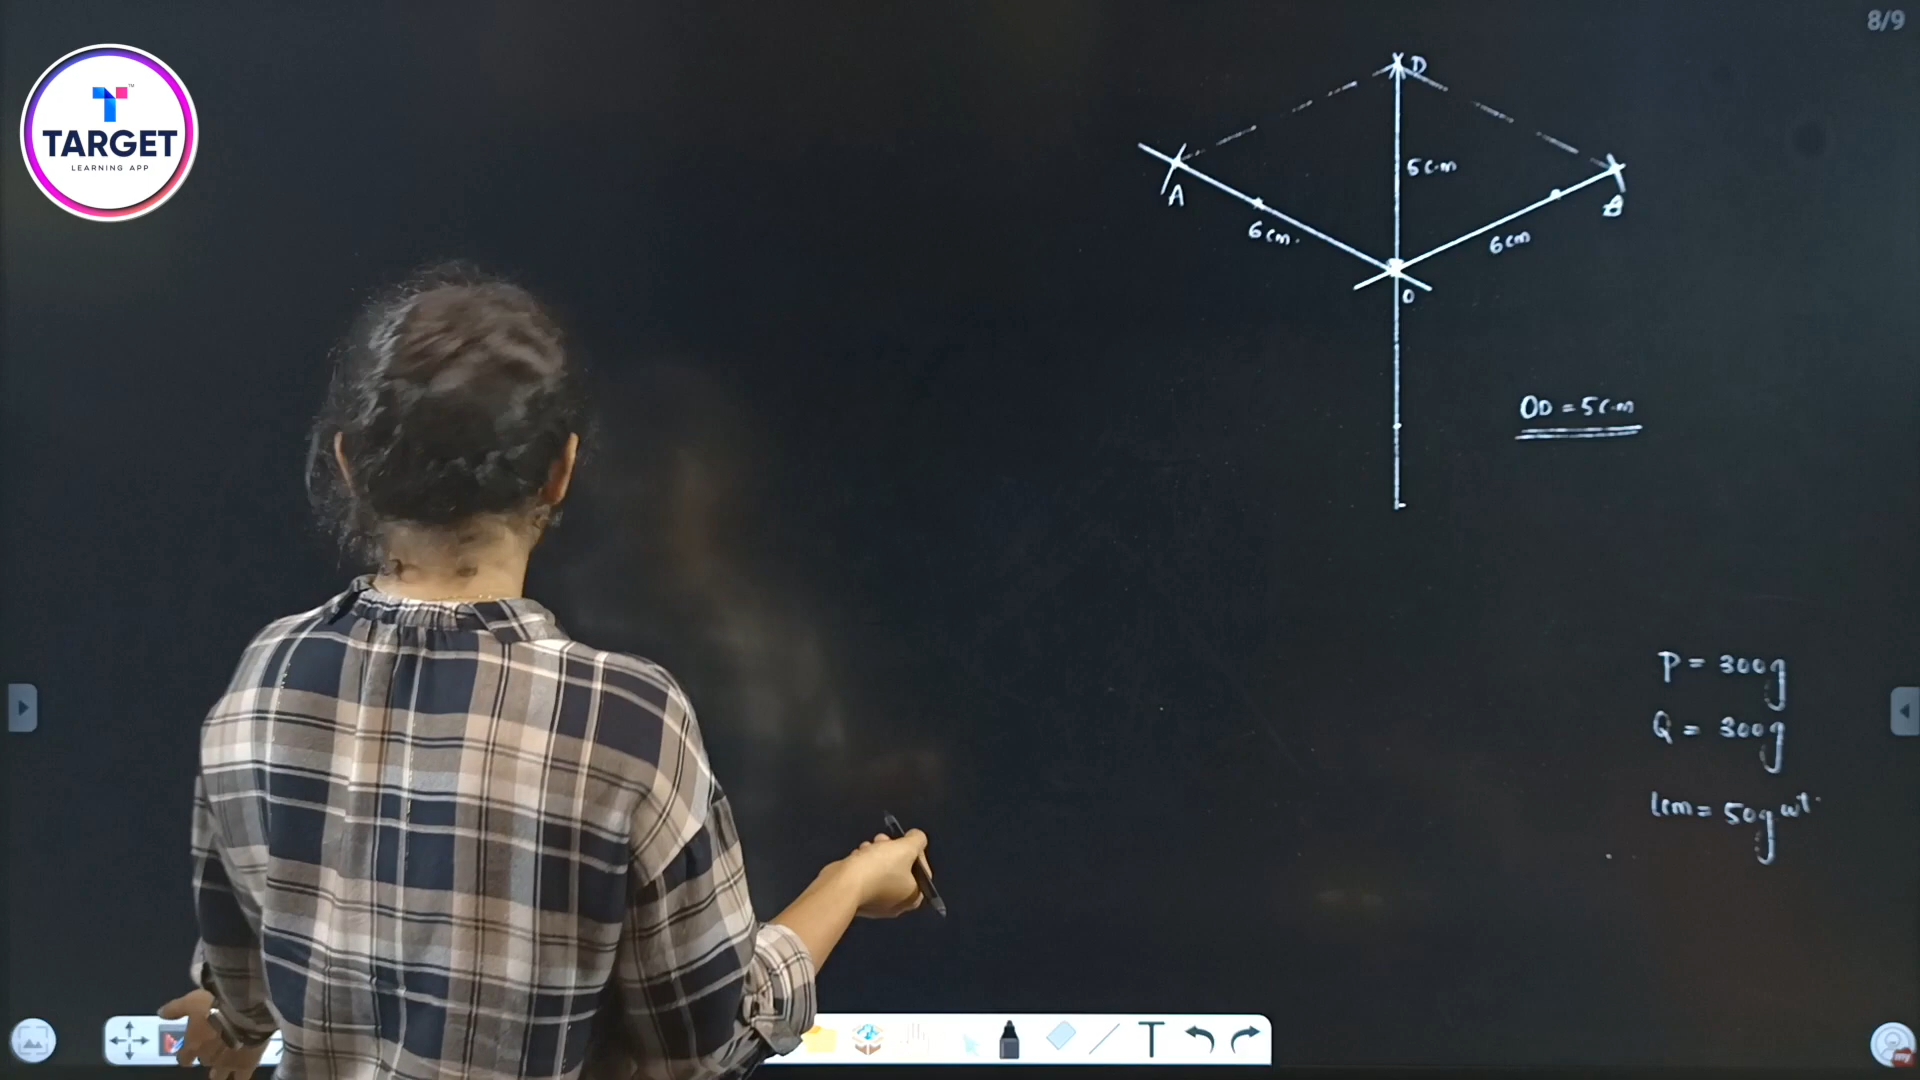 8/9
TARGET
LEARNING APP
D
5cm
A
B
6cm.
6cm
O
OD = 5cm
P = 300g
Q = 300g
1cm = 50g wt.
T